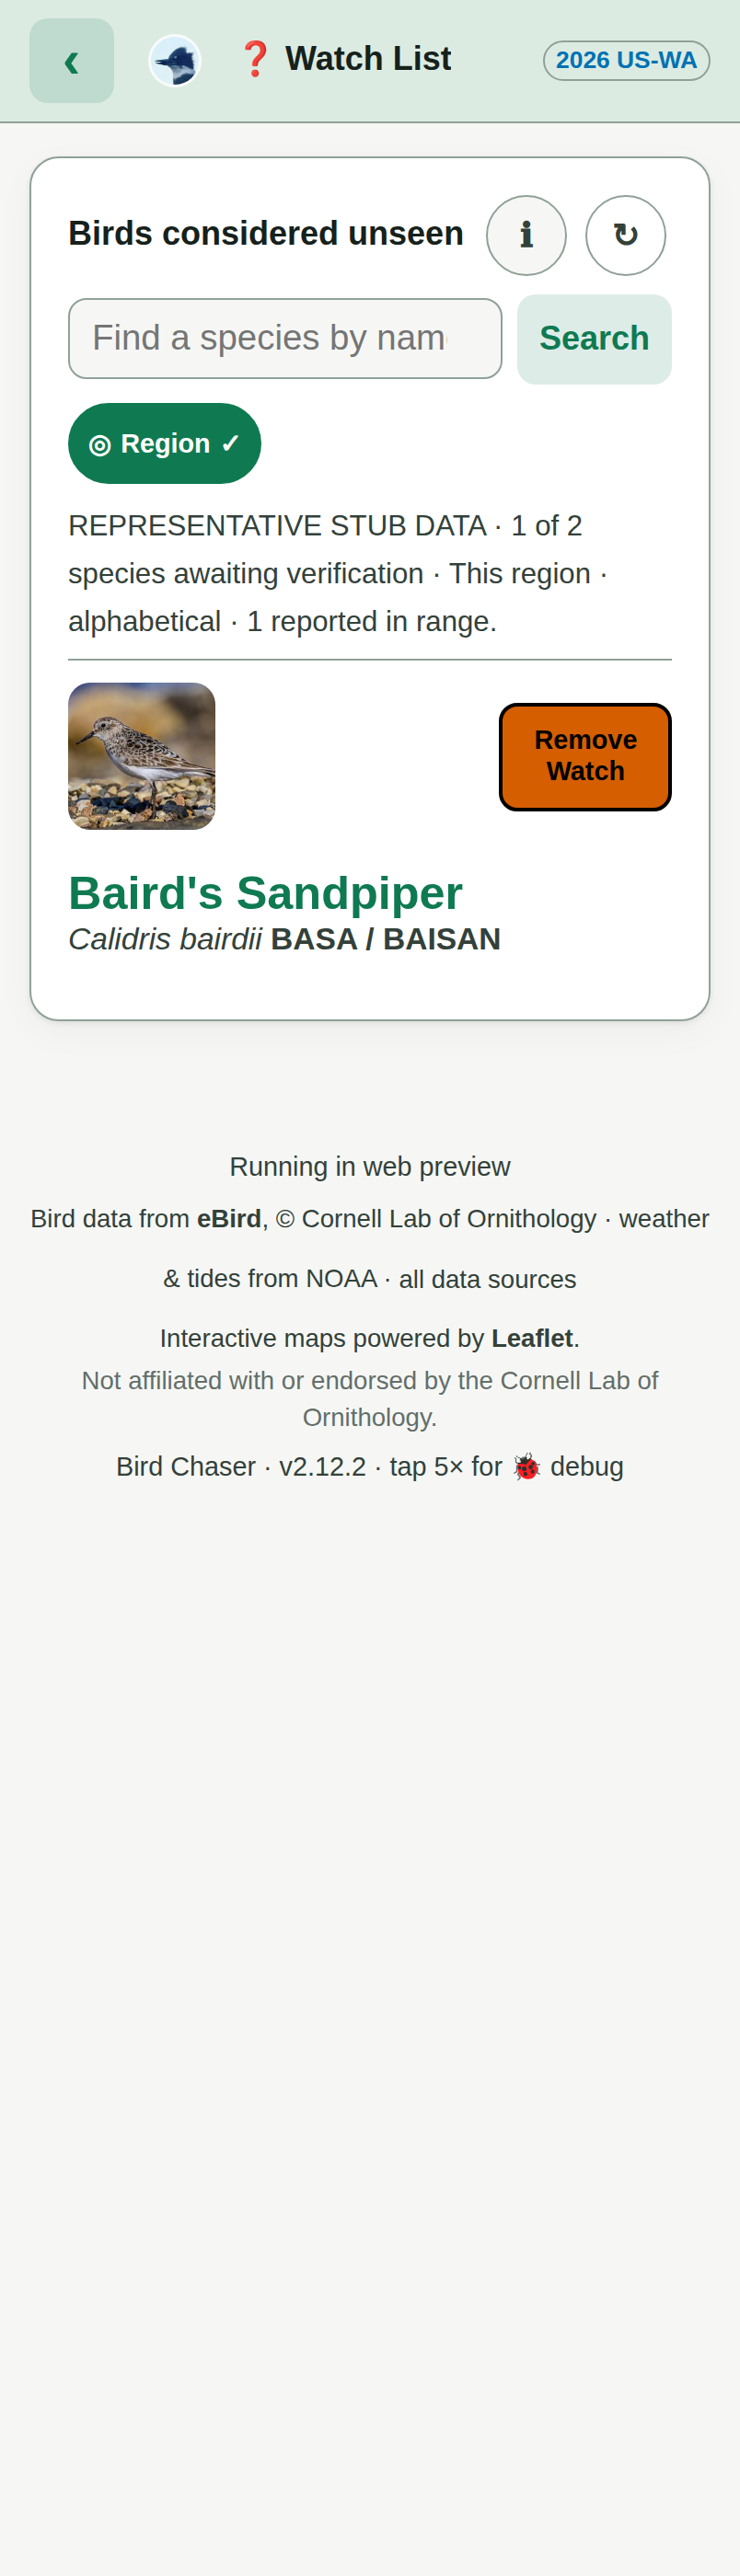 ‹ ❓ Watch List 2026 US-WA
Birds considered unseen ℹ ↻
Find a species by nam Search
◎ Region ✓
REPRESENTATIVE STUB DATA · 1 of 2
species awaiting verification · This region ·
alphabetical · 1 reported in range.
Remove
Watch
Baird's Sandpiper
Calidris bairdii BASA / BAISAN
Running in web preview
Bird data from eBird, © Cornell Lab of Ornithology · weather
& tides from NOAA · all data sources
Interactive maps powered by Leaflet.
Not affiliated with or endorsed by the Cornell Lab of
Ornithology.
Bird Chaser · v2.12.2 · tap 5× for 🐞 debug